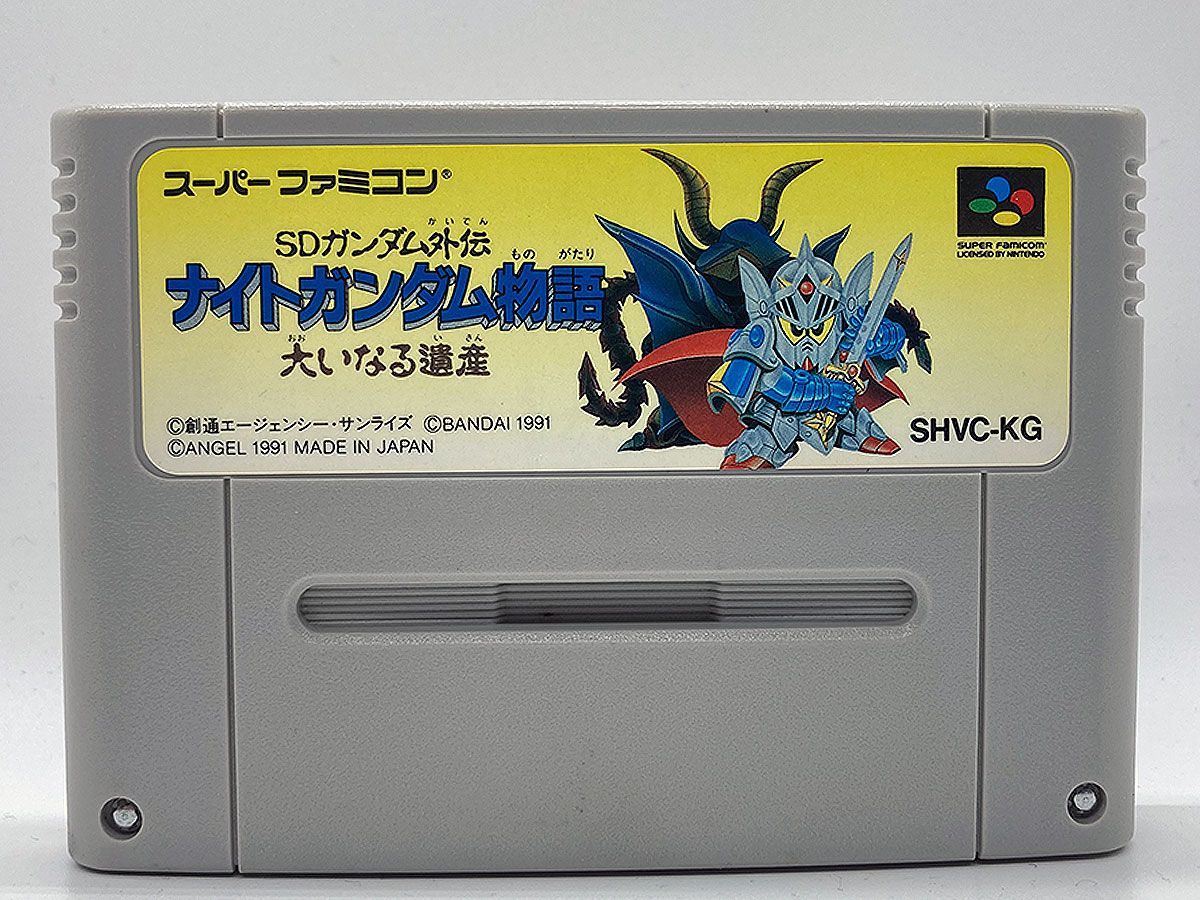 スーパーファミコン®
かいでん
SDガンダム外伝
もの がたり
ナイトガンダム物語
おお い さん
大いなる遺産
©創通エージェンシー・サンライズ ©BANDAI 1991
©ANGEL 1991 MADE IN JAPAN
SUPER FAMICOM
LICENSED BY NINTENDO
SHVC-KG